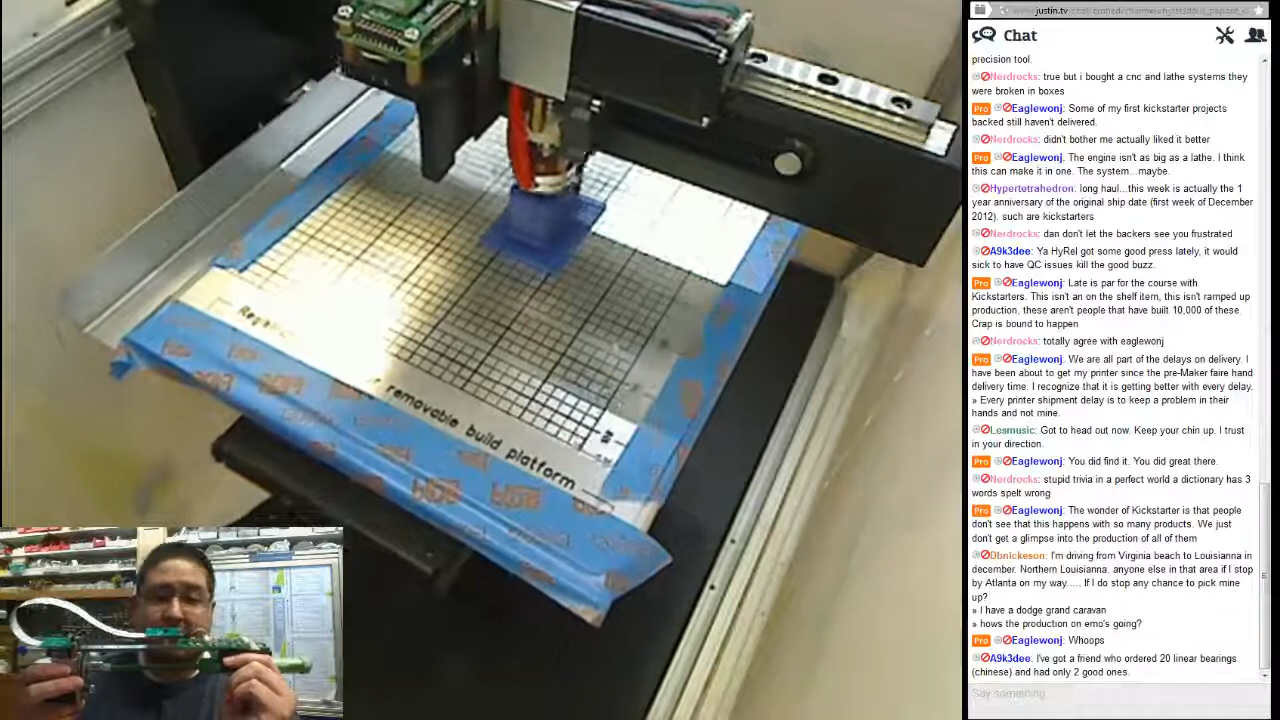 justin.tv
Chat
precision tool.
Nerdrocks: true but i bought a cnc and lathe systems they
were broken in boxes
Pro Eaglewonj: Some of my first kickstarter projects
backed still haven't delivered.
Nerdrocks: didn't bother me actually liked it better
Pro Eaglewonj: The engine isn't as big as a lathe. I think
this can make it in one. The system...maybe.
Hypertetrahedron: long haul...this week is actually the 1
year anniversary of the original ship date (first week of December
2012). such are kickstarters
Nerdrocks: dan don't let the backers see you frustrated
A9k3dee: Ya HyRel got some good press lately, it would
sick to have QC issues kill the good buzz.
Pro Eaglewonj: Late is par for the course with
Kickstarters. This isn't an on the shelf item, this isn't ramped up
production, these aren't people that have built 10,000 of these.
Crap is bound to happen
Nerdrocks: totally agree with eaglewonj
Pro Eaglewonj: We are all part of the delays on delivery. I
have been about to get my printer since the pre-Maker faire hand
delivery time. I recognize that it is getting better with every delay.
» Every printer shipment delay is to keep a problem in their
hands and not mine.
Lesmusic: Got to head out now. Keep your chin up. I trust
in your direction.
Pro Eaglewonj: You did find it. You did great there.
Nerdrocks: stupid trivia in a perfect world a dictionary has 3
words spelt wrong
Pro Eaglewonj: The wonder of Kickstarter is that people
don't see that this happens with so many products. We just
don't get a glimpse into the production of all of them
Dbnickeson: I'm driving from Virginia beach to Louisianna in
december. Northern Louisianna. anyone else in that area if I stop
by Atlanta on my way..... If I do stop any chance to pick mine
up?
» I have a dodge grand caravan
» hows the production on emo's going?
Pro Eaglewonj: Whoops
A9k3dee: I've got a friend who ordered 20 linear bearings
(chinese) and had only 2 good ones.
Say something
removable build platform